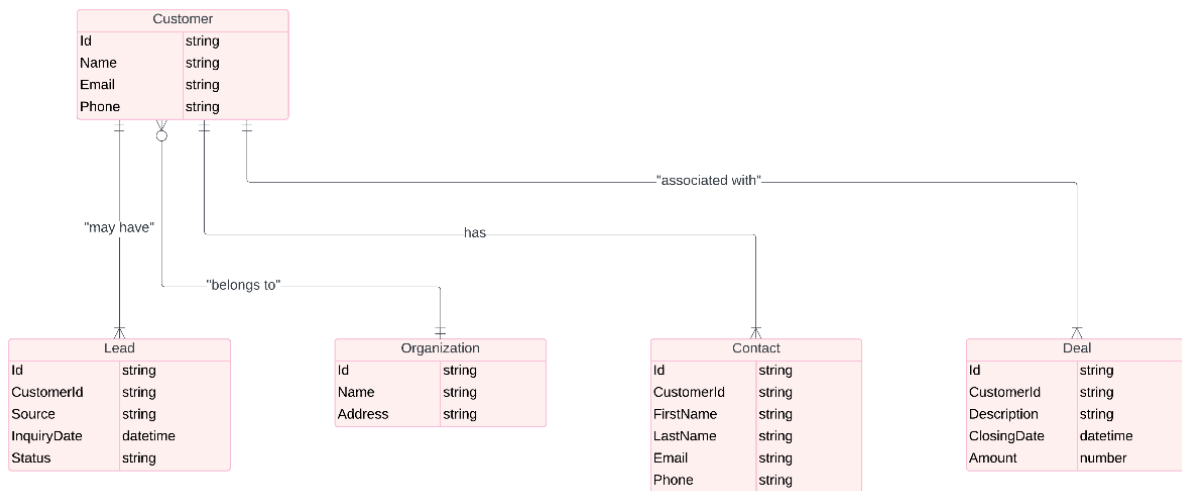 Customer
Id string
Name string
Email string
Phone string
"associated with"
"may have"
has
"belongs to"
Lead
Id string
CustomerId string
Source string
InquiryDate datetime
Status string
Organization
Id string
Name string
Address string
Contact
Id string
CustomerId string
FirstName string
LastName string
Email string
Phone string
Deal
Id string
CustomerId string
Description string
ClosingDate datetime
Amount number